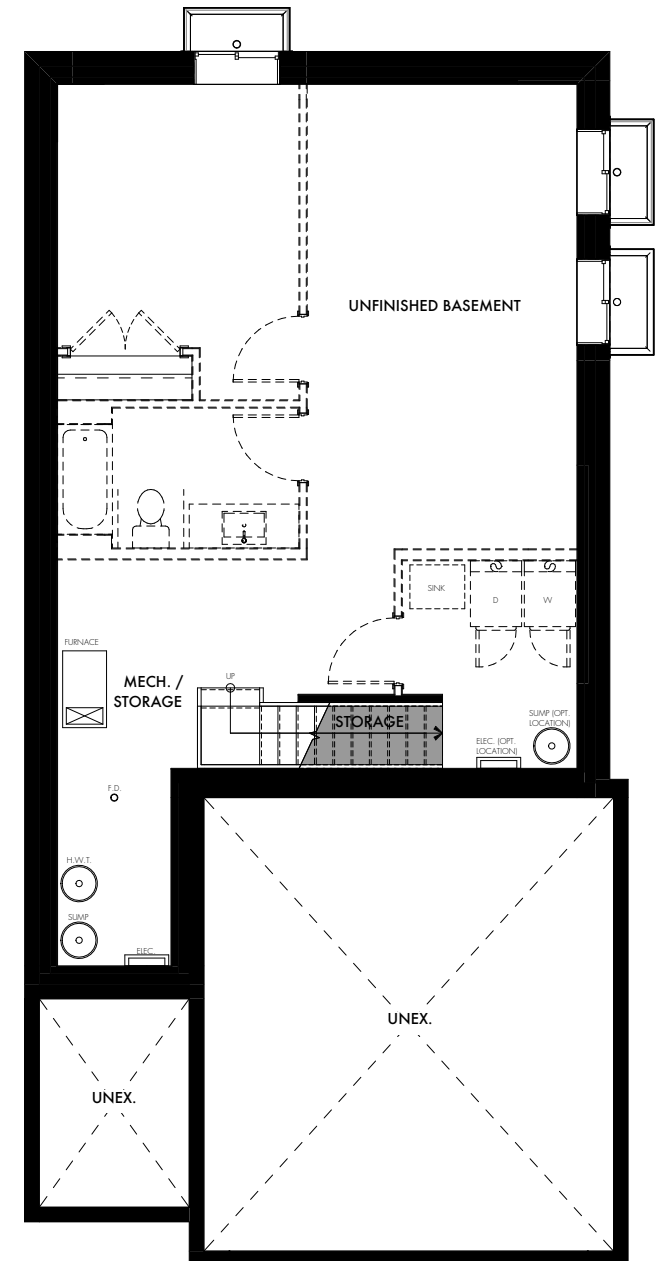 UNFINISHED BASEMENT
SINK
D
W
FURNACE
MECH. /
STORAGE
UP
STORAGE
SUMP (OPT.
LOCATION)
ELEC. (OPT.
LOCATION)
F.D.
H.W.T.
SUMP
ELEC.
UNEX.
UNEX.